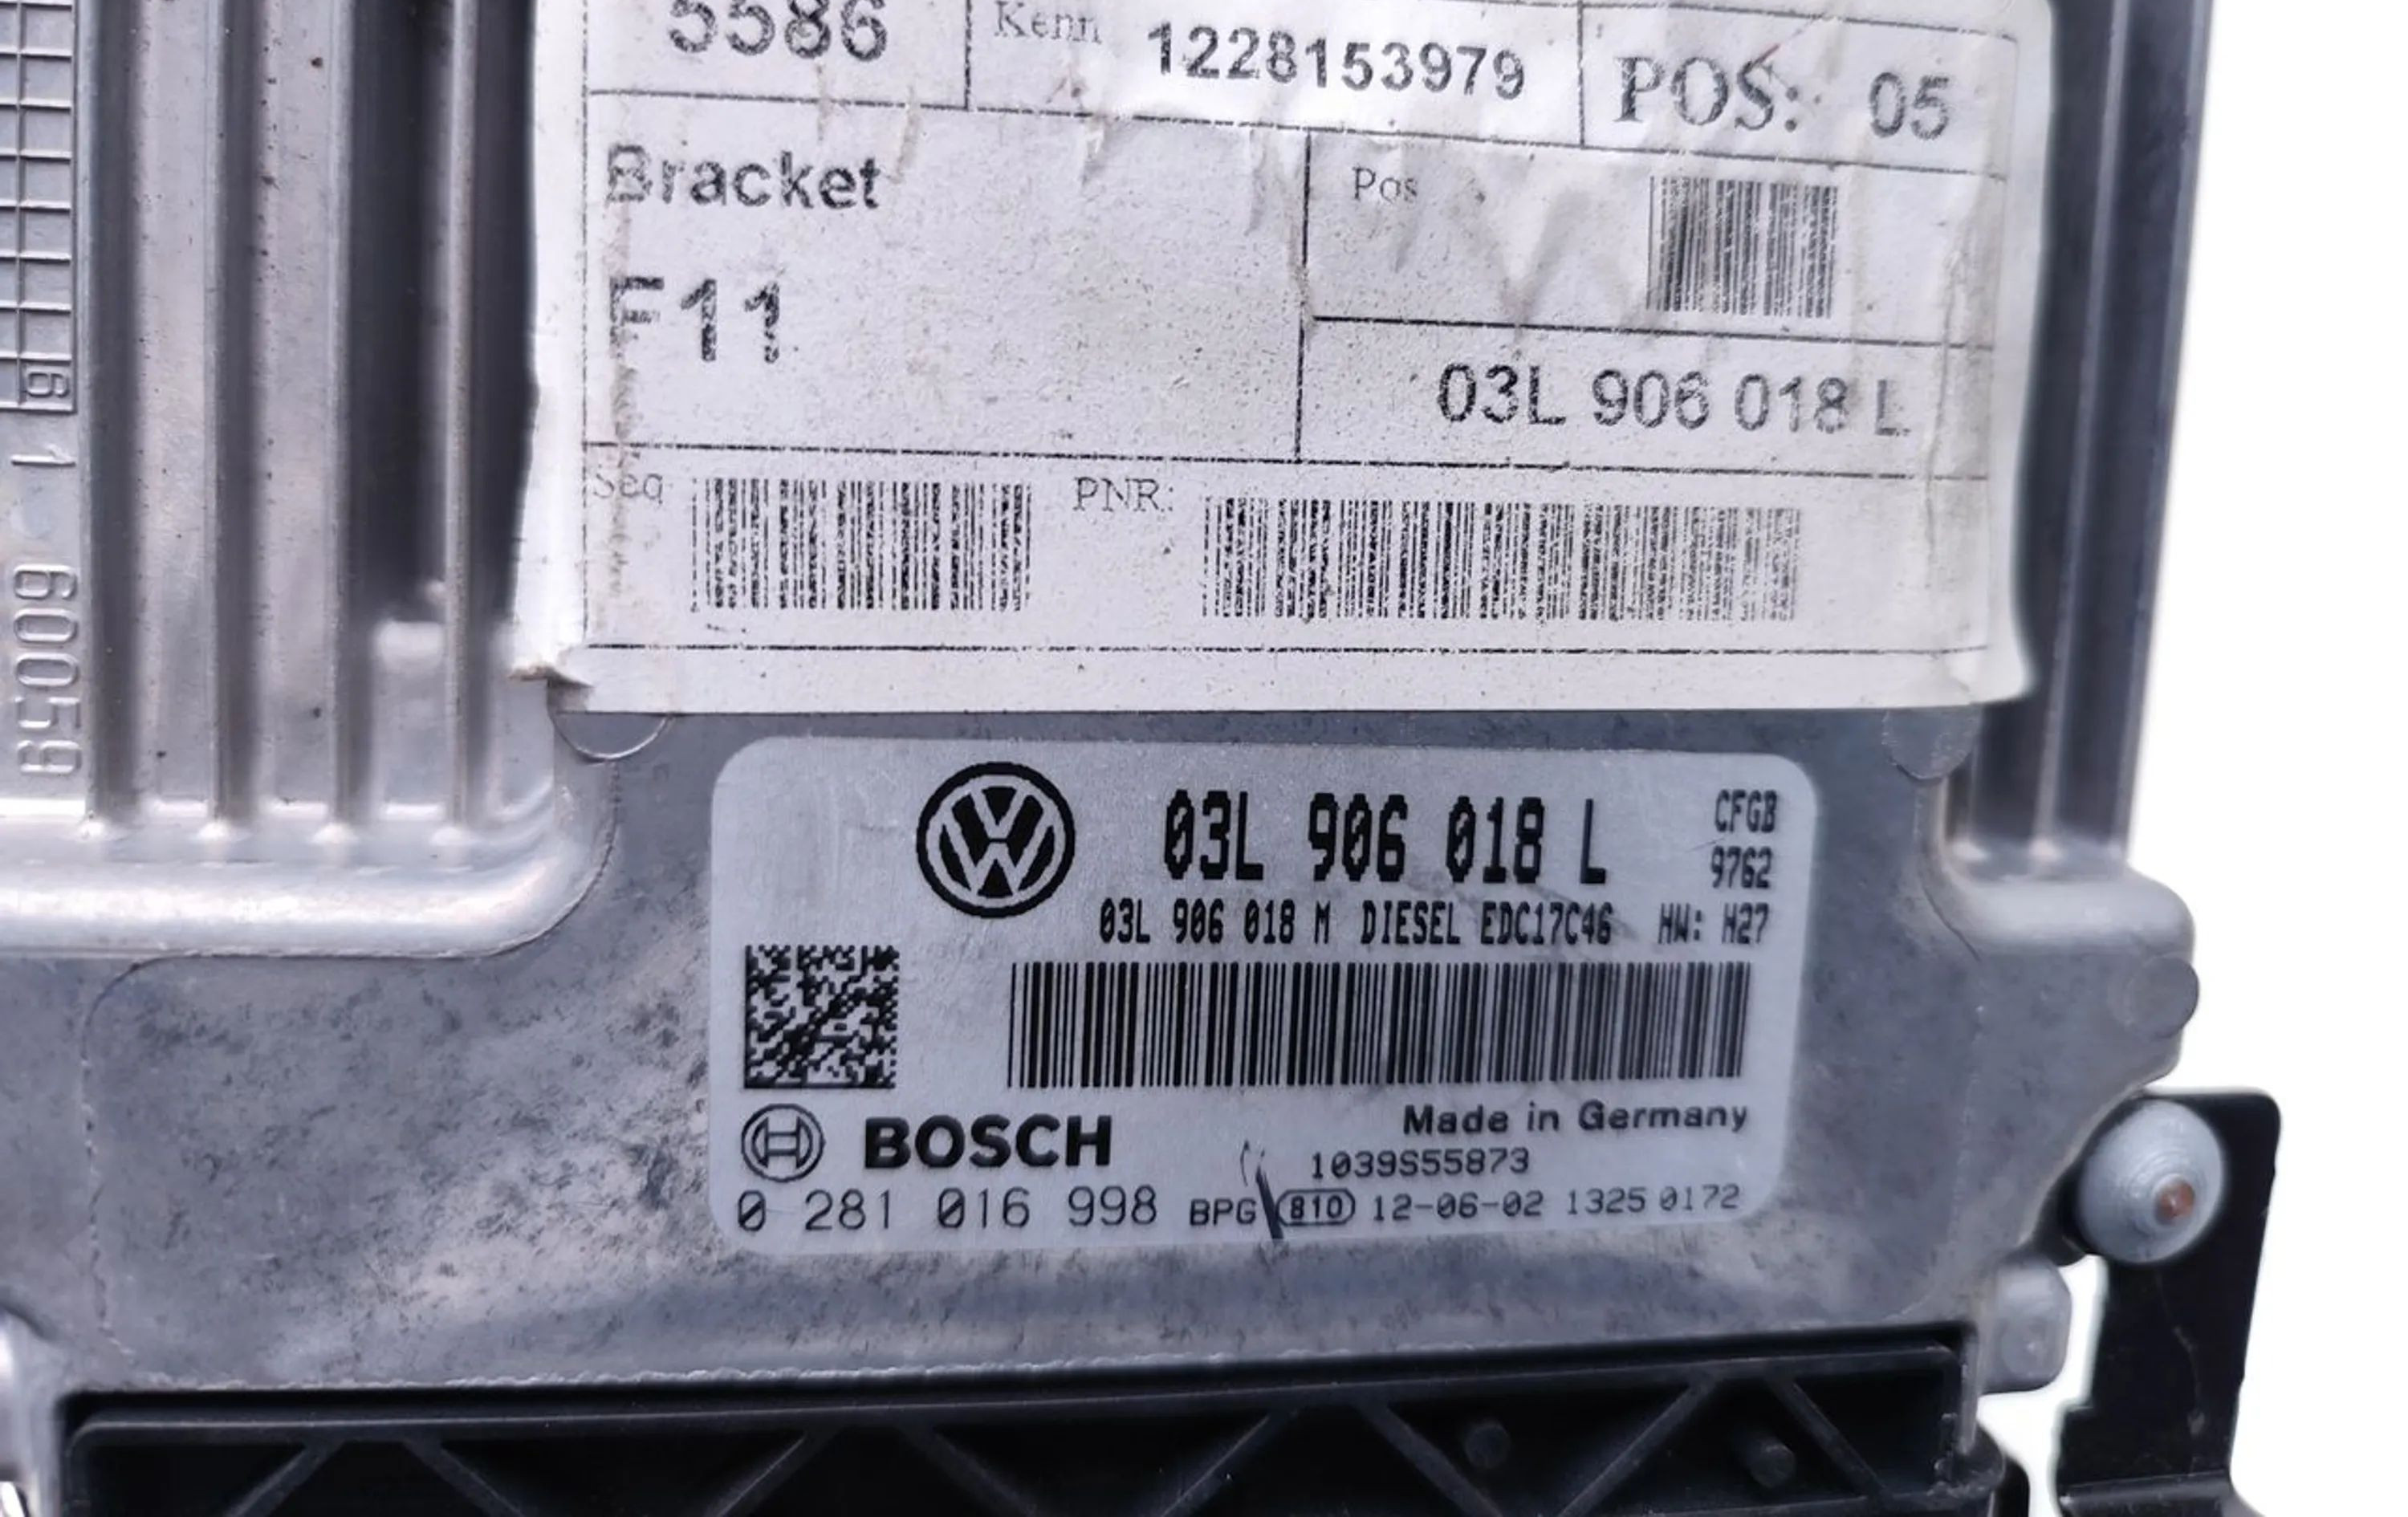 5586
Kenn 1228153979
POS: 05
Bracket
Pos
F11
03L 906 018 L
Seq
PNR:
6
1
60059
03L 906 018 L
CFGB
9762
03L 906 018 M DIESEL EDC17C46 HW: H27
BOSCH
Made in Germany
1039S55873
0 281 016 998 BPG 810 12-06-02 1325 0172